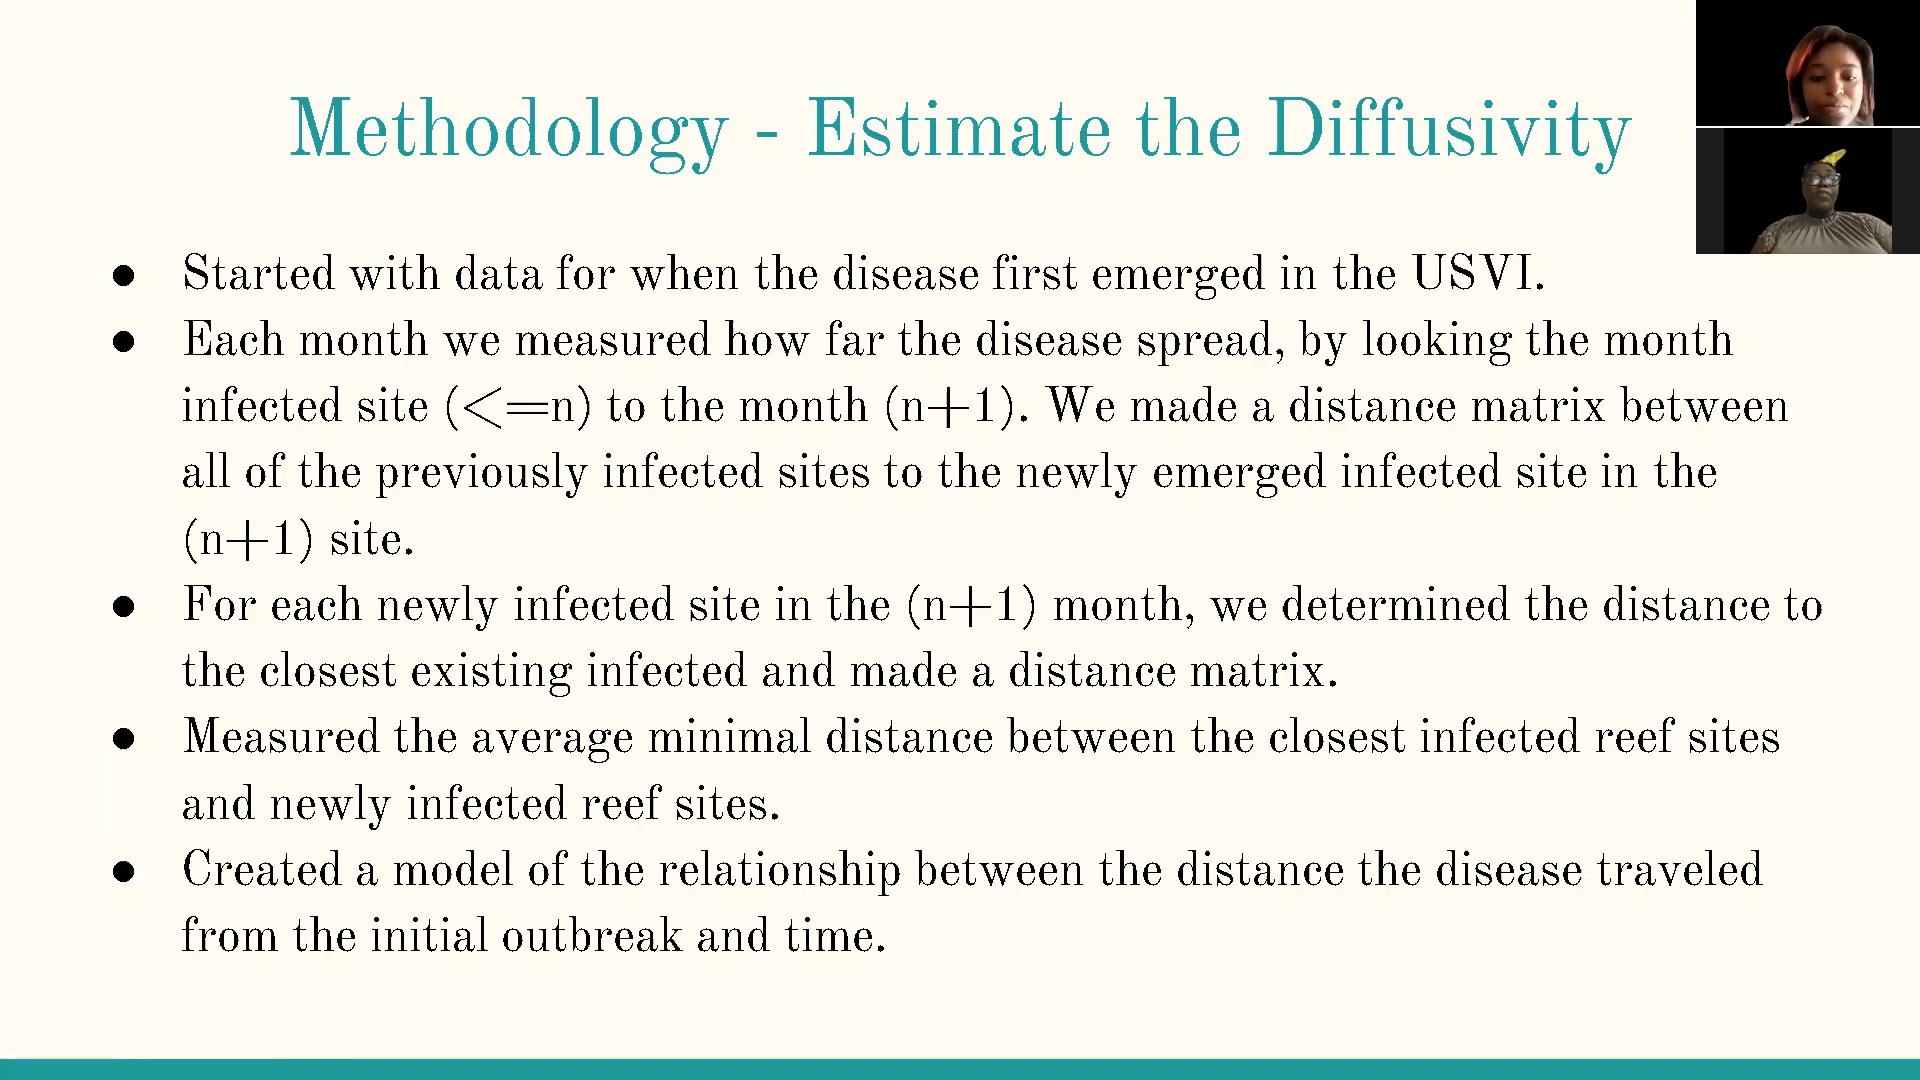 Methodology - Estimate the Diffusivity
● Started with data for when the disease first emerged in the USVI.
● Each month we measured how far the disease spread, by looking the month
infected site (<=n) to the month (n+1). We made a distance matrix between
all of the previously infected sites to the newly emerged infected site in the
(n+1) site.
● For each newly infected site in the (n+1) month, we determined the distance to
the closest existing infected and made a distance matrix.
● Measured the average minimal distance between the closest infected reef sites
and newly infected reef sites.
● Created a model of the relationship between the distance the disease traveled
from the initial outbreak and time.